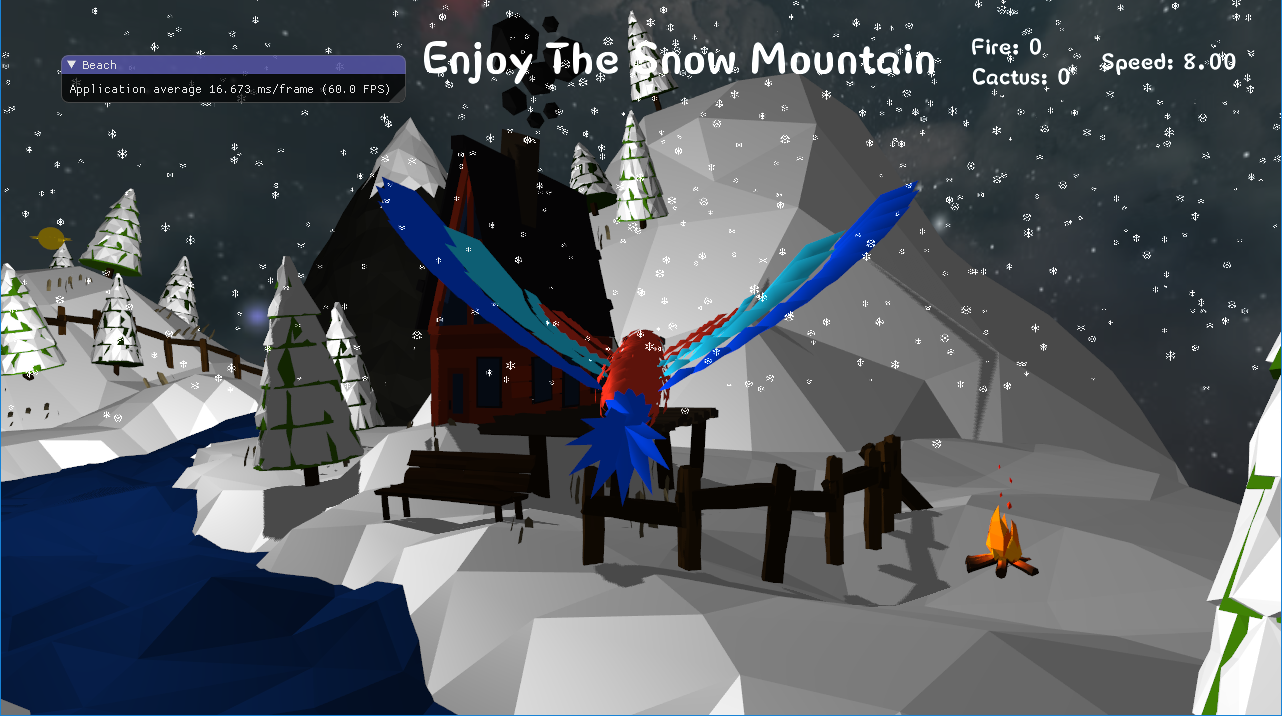 Beach
Application average 16.673 ms/frame (60.0 FPS)
Enjoy The Snow Mountain
Fire: 0
Cactus: 0
Speed: 8.00